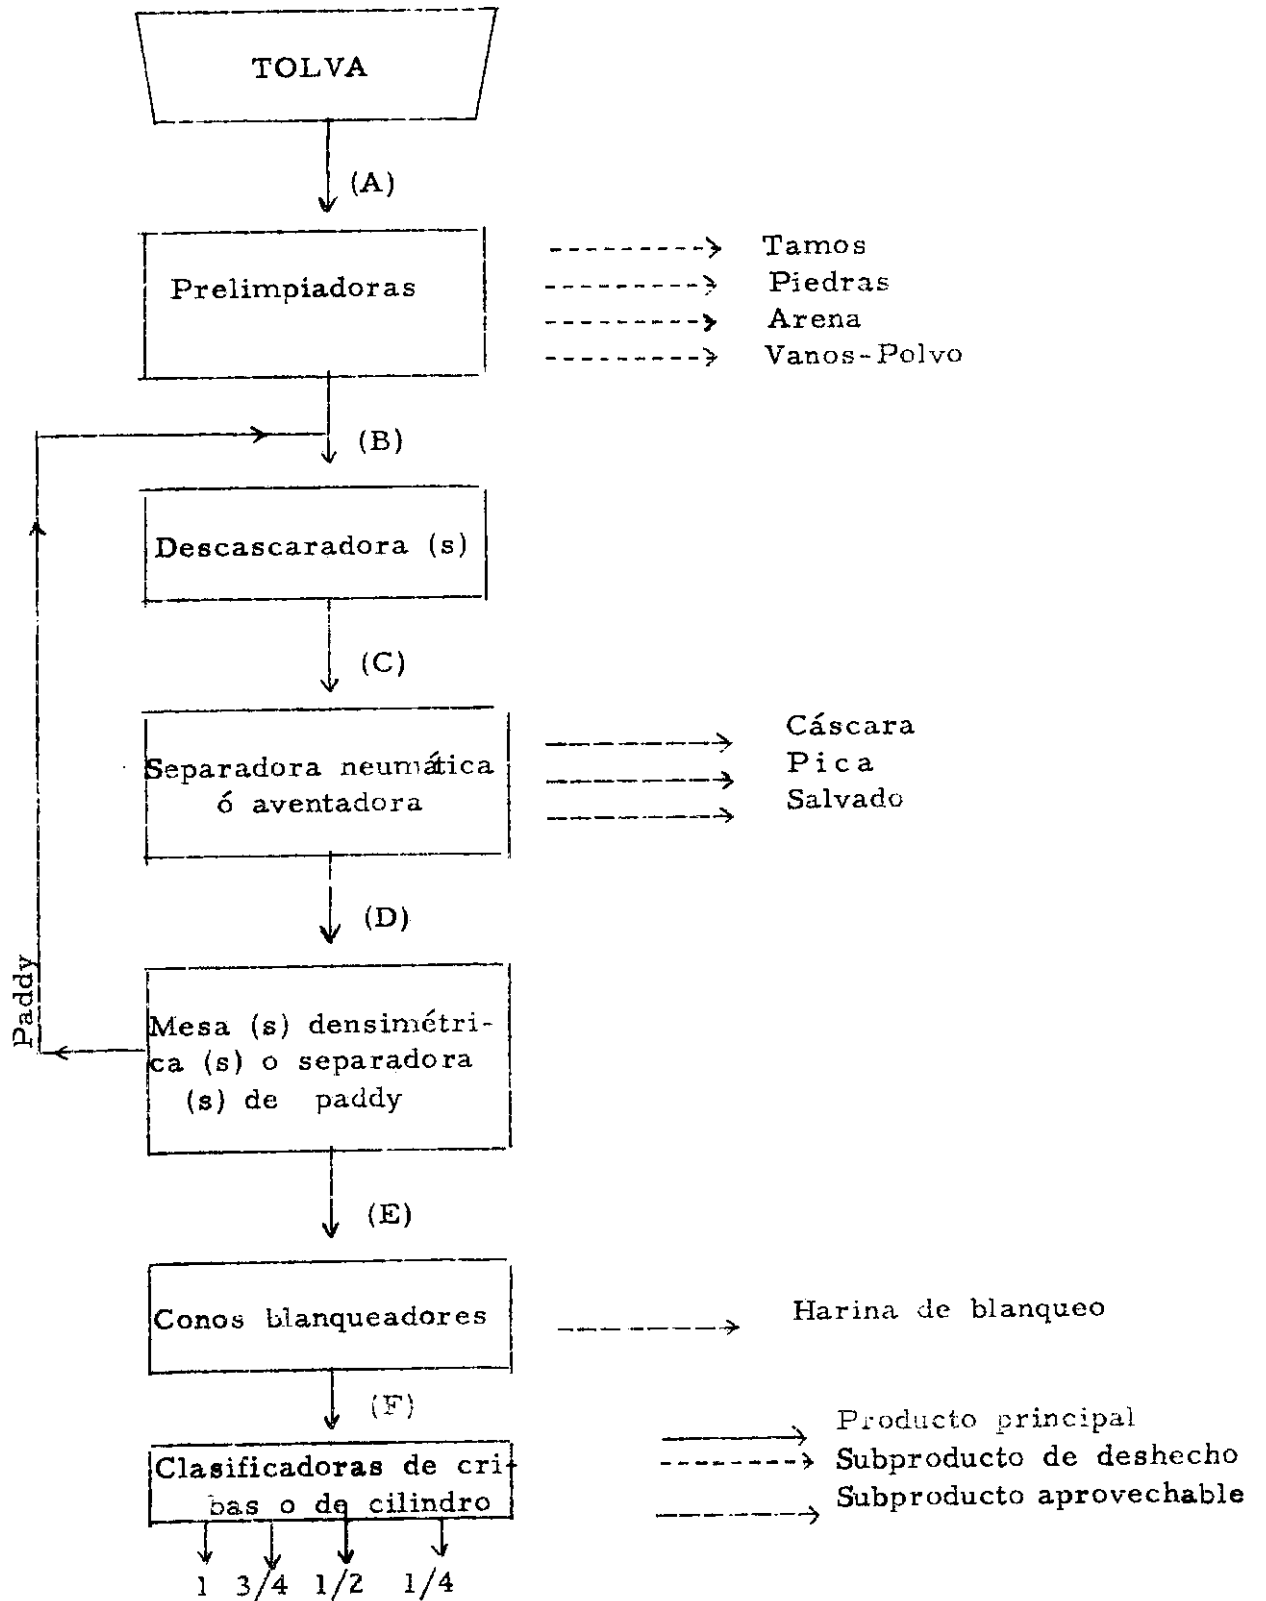 TOLVA
(A)
Prelimpiadoras
Tamos
Piedras
Arena
Vanos-Polvo
(B)
Descascaradora (s)
(C)
Separadora neumática
ó aventadora
Cáscara
Pica
Salvado
(D)
Paddy
Mesa (s) densimétri-
ca (s) o separadora
(s) de paddy
(E)
Conos blanqueadores
Harina de blanqueo
(F)
Clasificadoras de cri-
bas o de cilindro
1 3/4 1/2 1/4
Producto principal
Subproducto de deshecho
Subproducto aprovechable